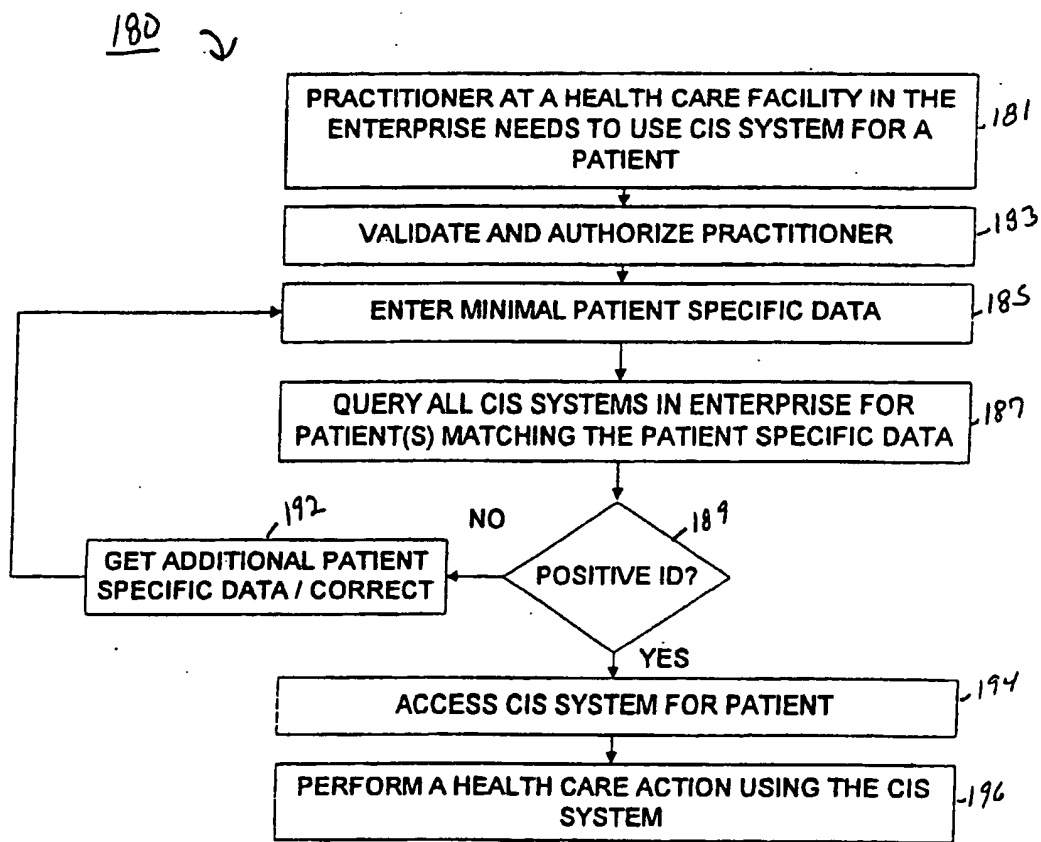 180
PRACTITIONER AT A HEALTH CARE FACILITY IN THE
ENTERPRISE NEEDS TO USE CIS SYSTEM FOR A
PATIENT
181
VALIDATE AND AUTHORIZE PRACTITIONER
183
ENTER MINIMAL PATIENT SPECIFIC DATA
185
QUERY ALL CIS SYSTEMS IN ENTERPRISE FOR
PATIENT(S) MATCHING THE PATIENT SPECIFIC DATA
187
192
NO
189
GET ADDITIONAL PATIENT
SPECIFIC DATA / CORRECT
POSITIVE ID?
YES
ACCESS CIS SYSTEM FOR PATIENT
194
PERFORM A HEALTH CARE ACTION USING THE CIS
SYSTEM
196